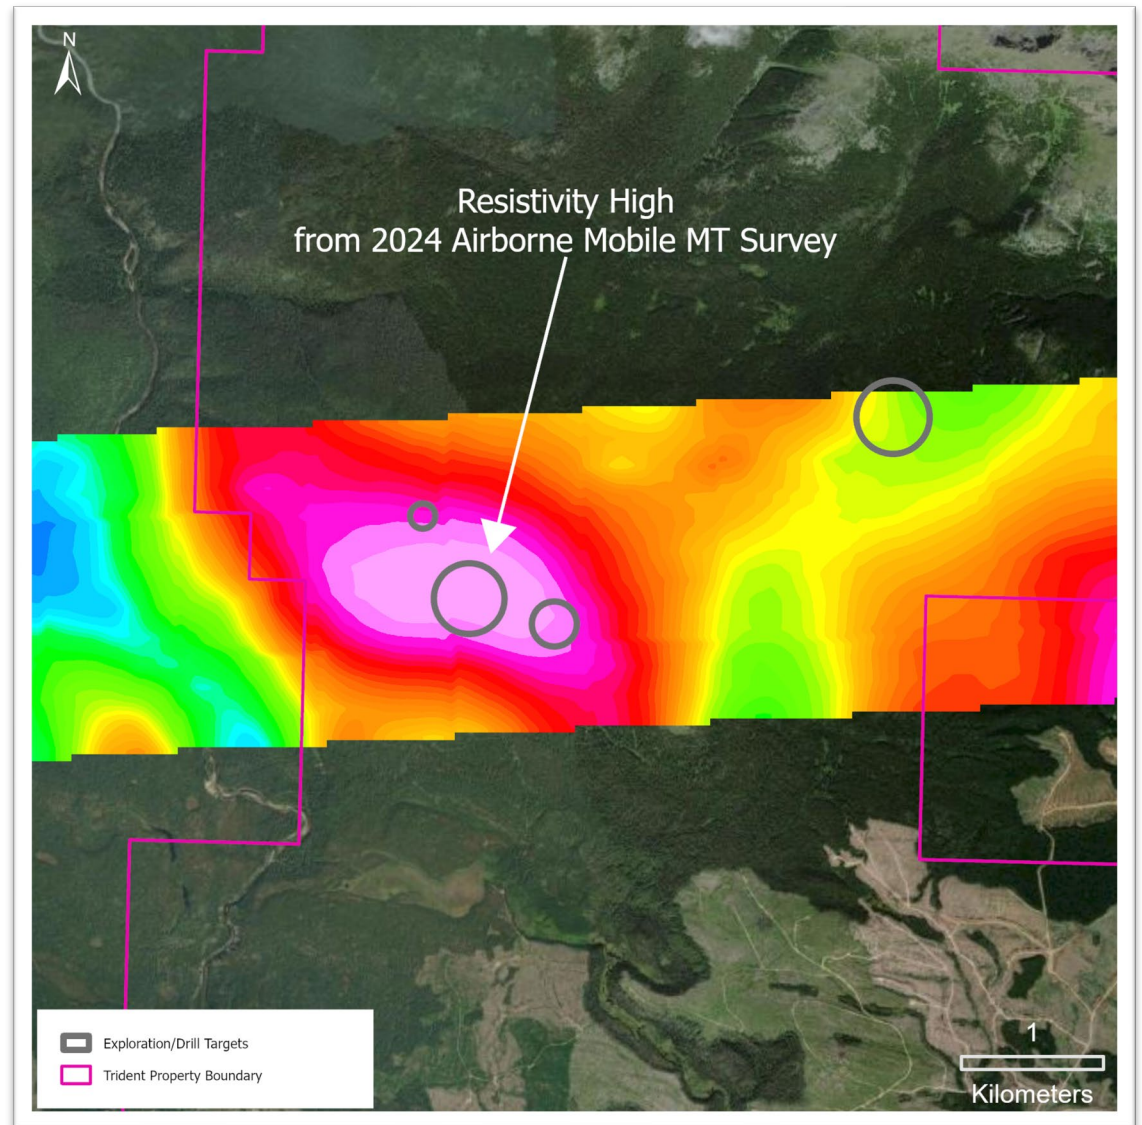 N
Resistivity High
from 2024 Airborne Mobile MT Survey
Exploration/Drill Targets
Trident Property Boundary
1
Kilometers